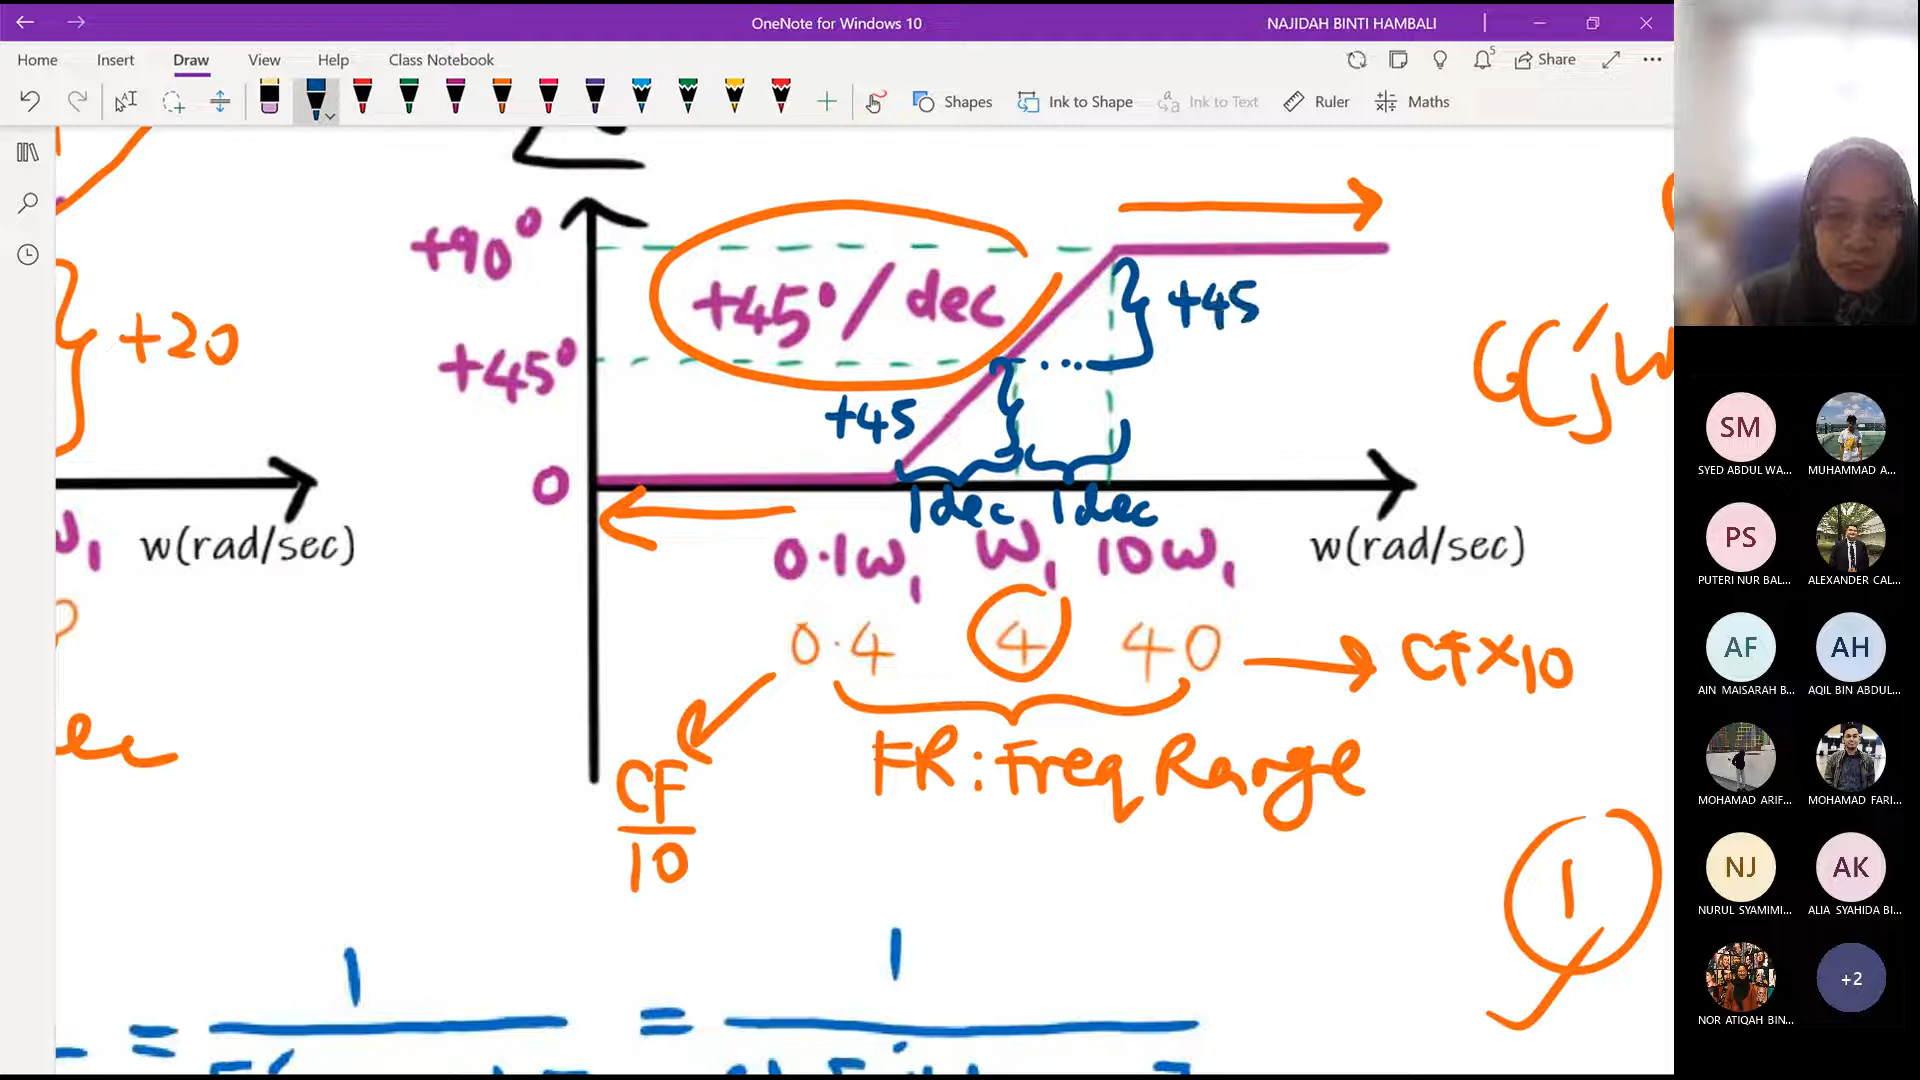 OneNote for Windows 10
NAJIDAH BINTI HAMBALI
Home Insert Draw View Help Class Notebook
5 Share
Shapes Ink to Shape Ink to Text Ruler Maths
+90°
+45°/dec
+45
+20
+45°
+45
G(jw
0
1dec 1dec
w(rad/sec)
0.1w1 w1 10w1
w(rad/sec)
w1
0.4 4 40
CF×10
CF
10
FR: Freq Range
ec
1
= 1
= 1
SM
SYED ABDUL WA...
MUHAMMAD A...
PS
PUTERI NUR BAL...
ALEXANDER CAL...
AF
AIN MAISARAH B...
AH
AQIL BIN ABDUL...
MOHAMAD ARIF...
MOHAMAD FARI...
NJ
NURUL SYAMIMI...
AK
ALIA SYAHIDA BI...
NOR ATIQAH BIN...
+2